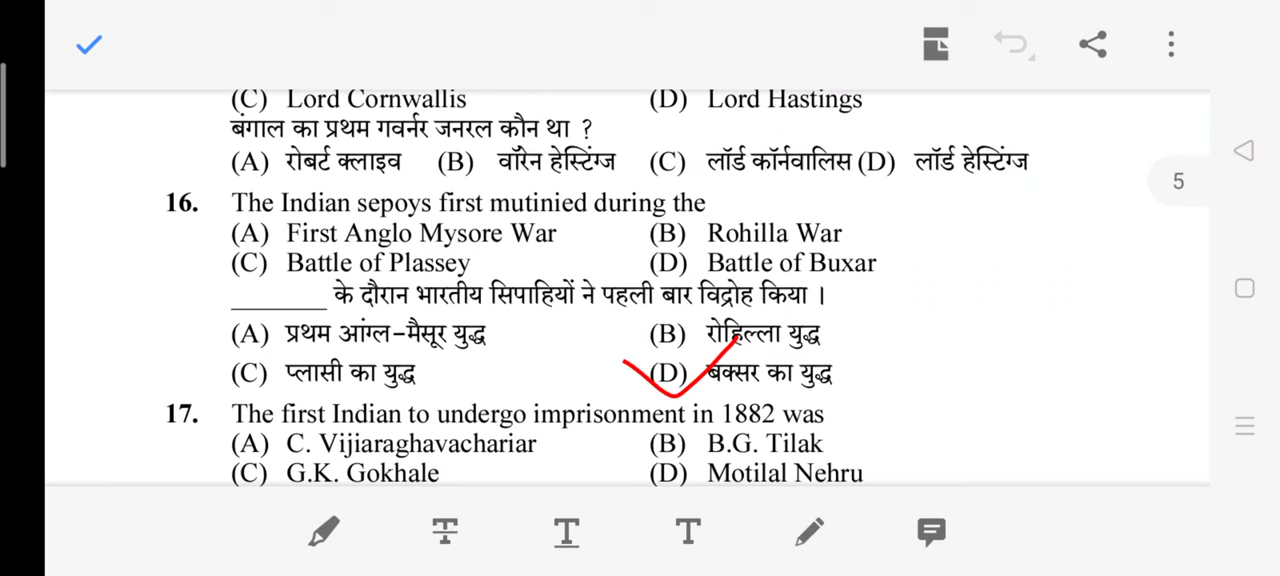 (C) Lord Cornwallis (D) Lord Hastings
बंगाल का प्रथम गवर्नर जनरल कौन था ?
(A) रोबर्ट क्लाइव (B) वॉरेन हेस्टिंग्ज (C) लॉर्ड कॉर्नवालिस (D) लॉर्ड हेस्टिंग्ज
5
16. The Indian sepoys first mutinied during the
(A) First Anglo Mysore War (B) Rohilla War
(C) Battle of Plassey (D) Battle of Buxar
________ के दौरान भारतीय सिपाहियों ने पहली बार विद्रोह किया ।
(A) प्रथम आंग्ल-मैसूर युद्ध (B) रोहिल्ला युद्ध
(C) प्लासी का युद्ध (D) बक्सर का युद्ध
17. The first Indian to undergo imprisonment in 1882 was
(A) C. Vijiaraghavachariar (B) B.G. Tilak
(C) G.K. Gokhale (D) Motilal Nehru
T T T